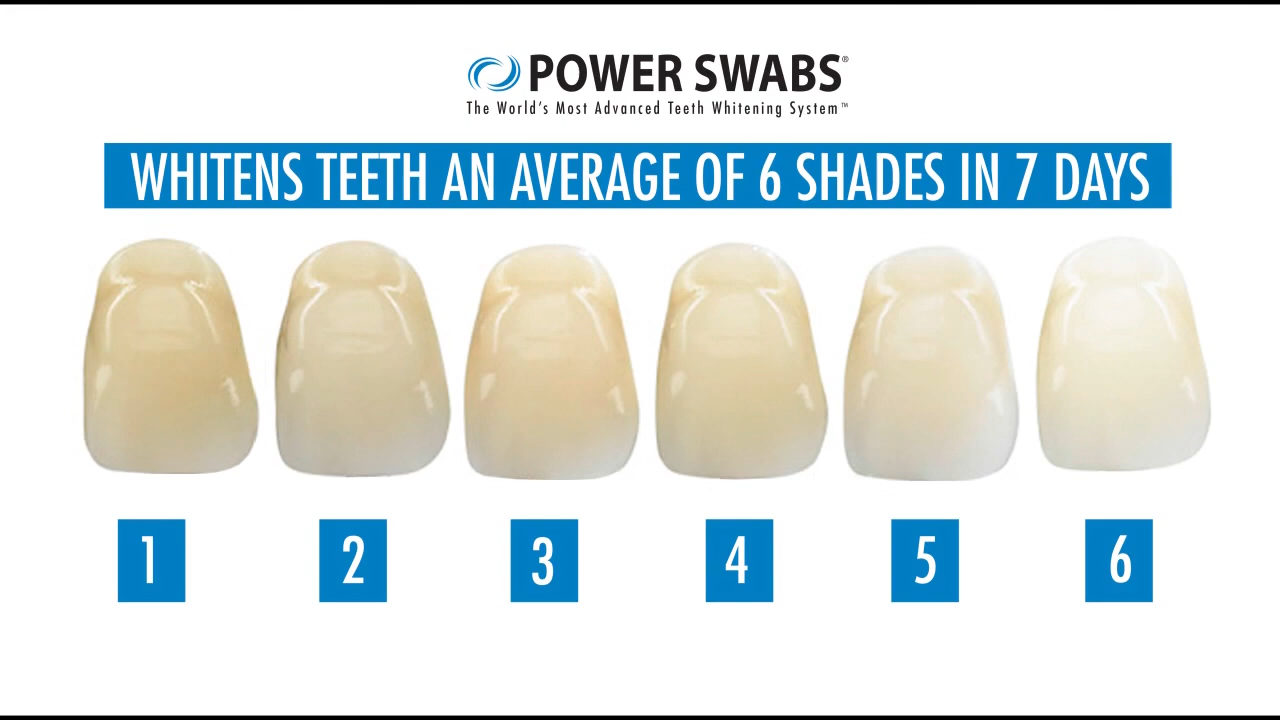 POWER SWABS®
The World's Most Advanced Teeth Whitening System™
WHITENS TEETH AN AVERAGE OF 6 SHADES IN 7 DAYS
1 2 3 4 5 6